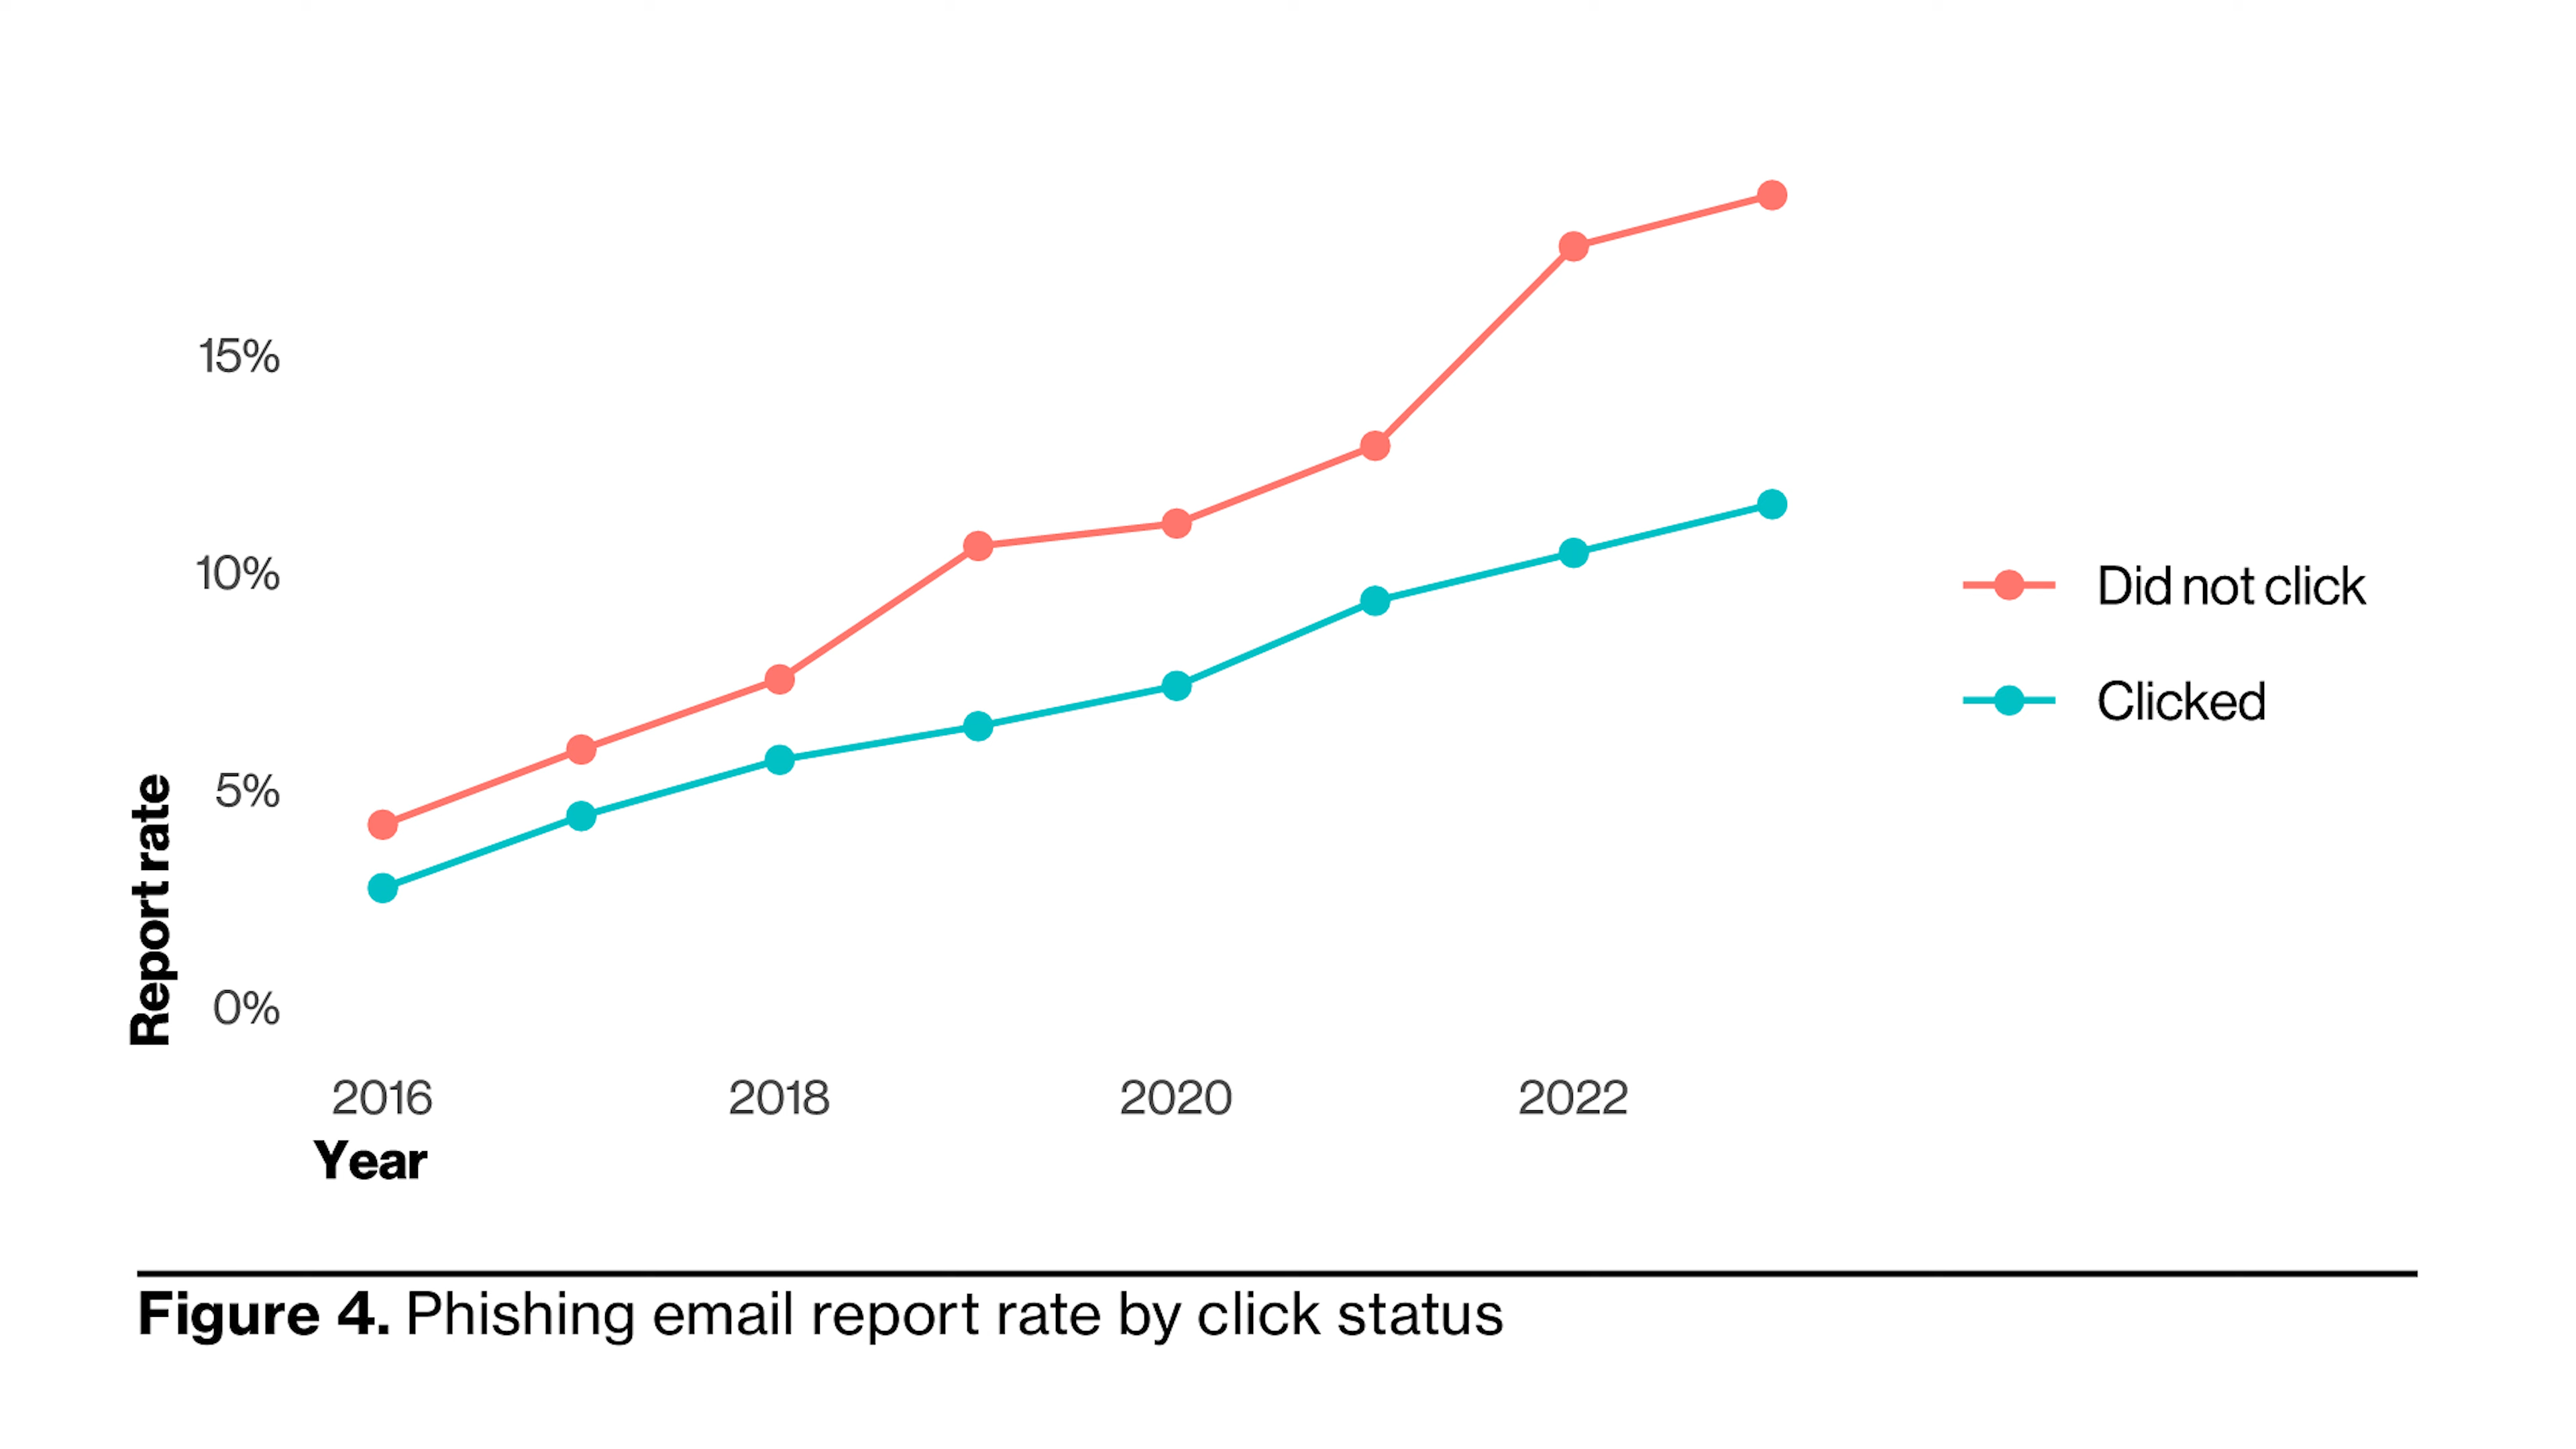 15%
10%
5%
0%
Report rate
2016 2018 2020 2022
Year
Did not click
Clicked
Figure 4. Phishing email report rate by click status